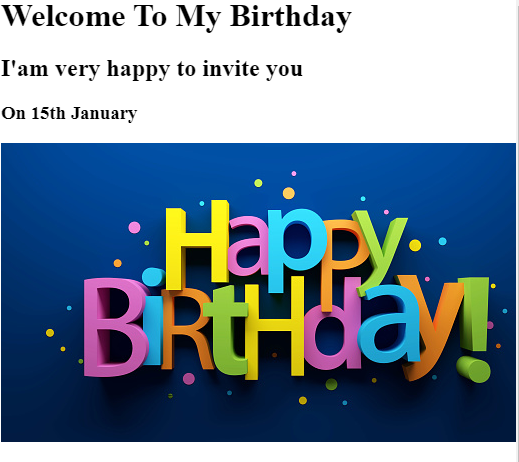 Welcome To My Birthday
I'am very happy to invite you
On 15th January
Happy
BiRthday!